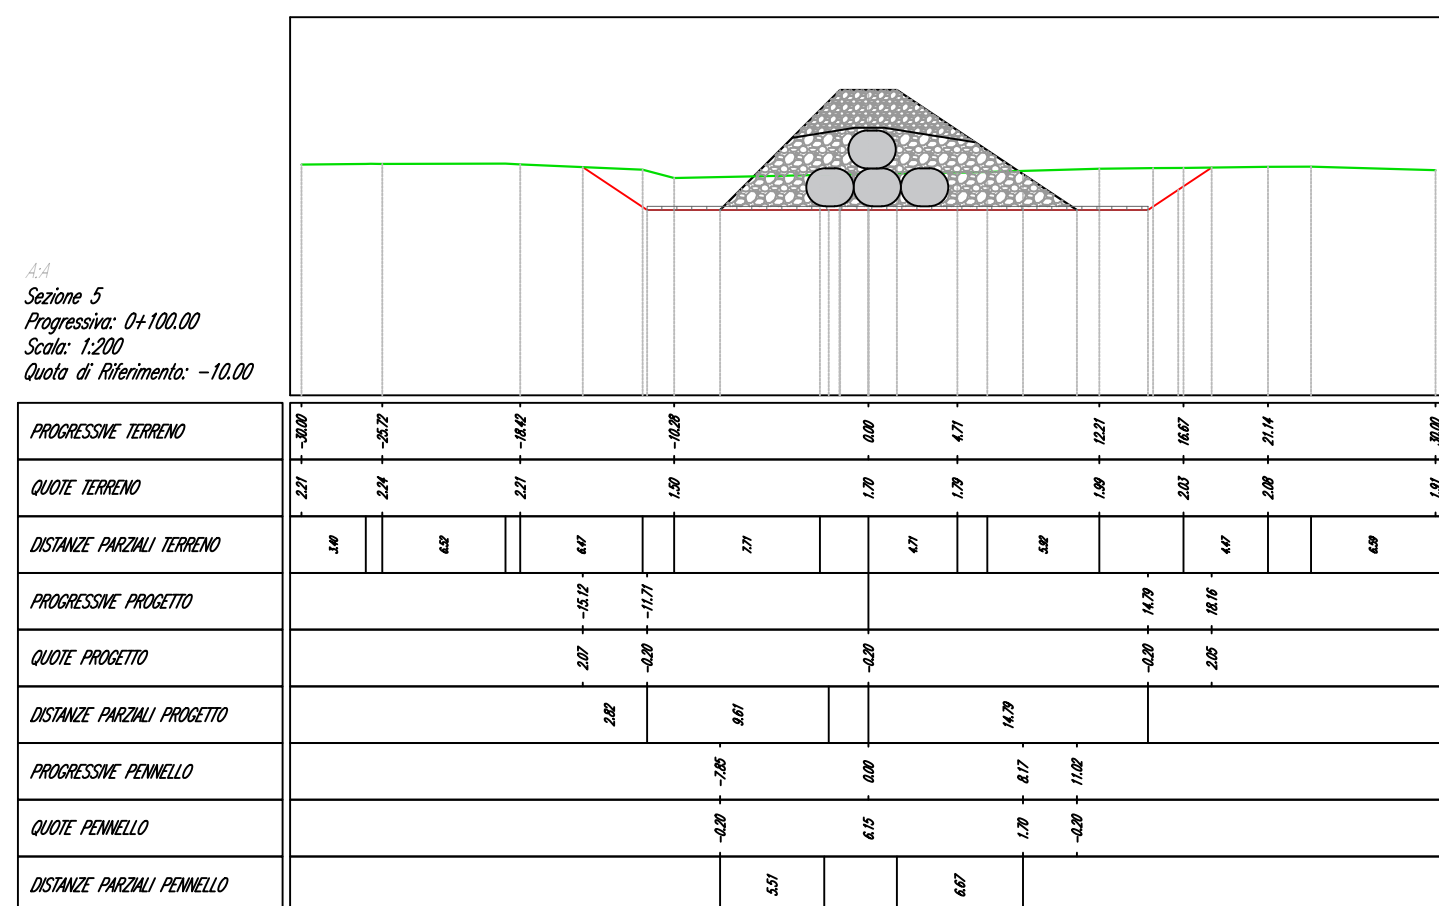 A:A
Sezione 5
Progressiva: 0+100.00
Scala: 1:200
Quota di Riferimento: -10.00
PROGRESSIVE TERRENO -30.00 -25.72 -18.42 -10.28 0.00 4.71 12.21 16.67 21.14 30.00
QUOTE TERRENO 2.21 2.24 2.21 1.50 1.70 1.79 1.99 2.03 2.08 1.91
DISTANZE PARZIALI TERRENO 3.40 6.52 6.47 7.71 4.71 5.92 4.47 6.59
PROGRESSIVE PROGETTO -15.12 -11.71 14.79 18.16
QUOTE PROGETTO 2.07 -0.20 -0.20 -0.20 2.05
DISTANZE PARZIALI PROGETTO 2.82 9.61 14.79
PROGRESSIVE PENNELLO -7.85 0.00 8.17 11.02
QUOTE PENNELLO -0.20 6.15 1.70 -0.20
DISTANZE PARZIALI PENNELLO 5.51 6.67